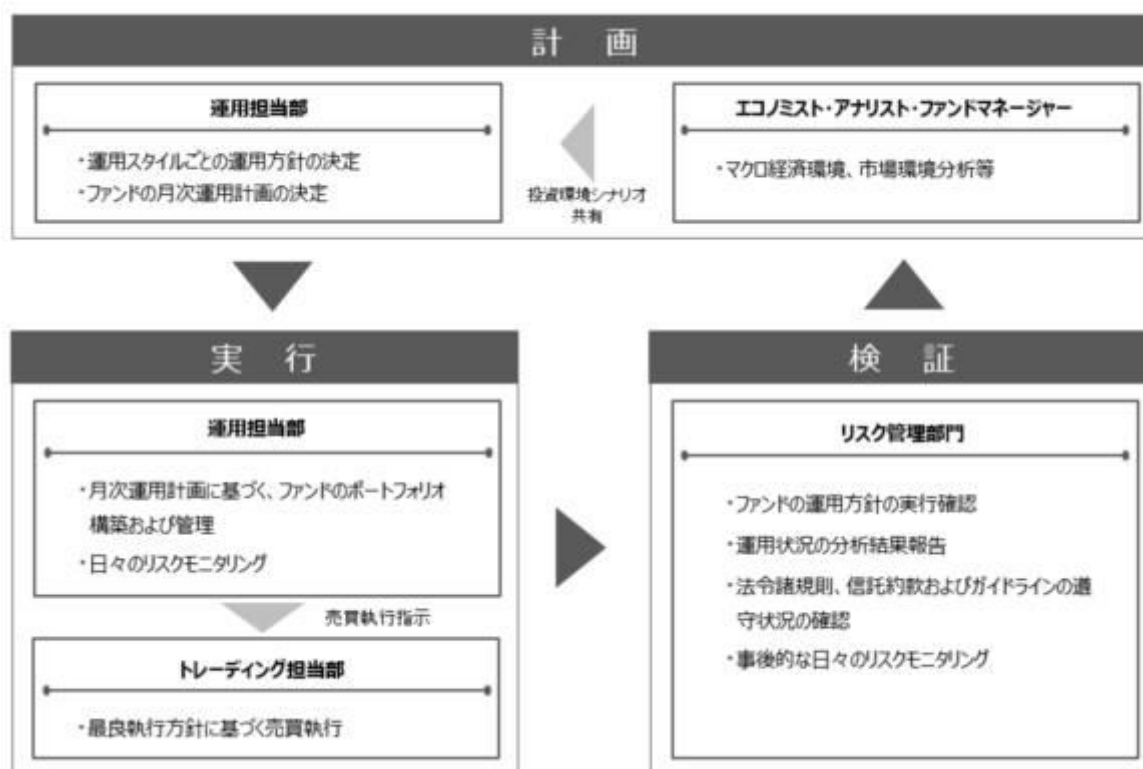 計 画
運用担当部
・運用スタイルごとの運用方針の決定
・ファンドの月次運用計画の決定
投資環境シナリオ
共有
エコノミスト・アナリスト・ファンドマネージャー
・マクロ経済環境、市場環境分析等
実 行
運用担当部
・月次運用計画に基づく、ファンドのポートフォリオ
構築および管理
・日々のリスクモニタリング
売買執行指示
トレーディング担当部
・最良執行方針に基づく売買執行
検 証
リスク管理部門
・ファンドの運用方針の実行確認
・運用状況の分析結果報告
・法令諸規則、信託約款およびガイドラインの遵
守状況の確認
・事後的な日々のリスクモニタリング